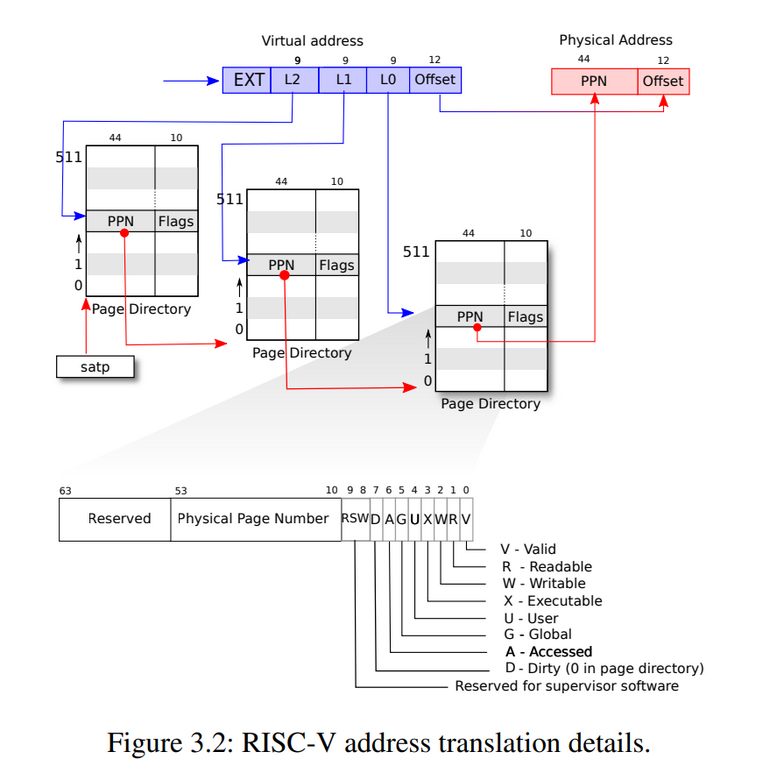 Virtual address
Physical Address
9 9 9 12
44 12
EXT L2 L1 L0 Offset
PPN Offset
44 10
511
PPN Flags
1
0
Page Directory
satp
44 10
511
PPN Flags
1
0
Page Directory
44 10
511
PPN Flags
1
0
Page Directory
63 53 10 9 8 7 6 5 4 3 2 1 0
Reserved Physical Page Number RSW D A G U X W R V
V - Valid
R - Readable
W - Writable
X - Executable
U - User
G - Global
A - Accessed
D - Dirty (0 in page directory)
Reserved for supervisor software
Figure 3.2: RISC-V address translation details.